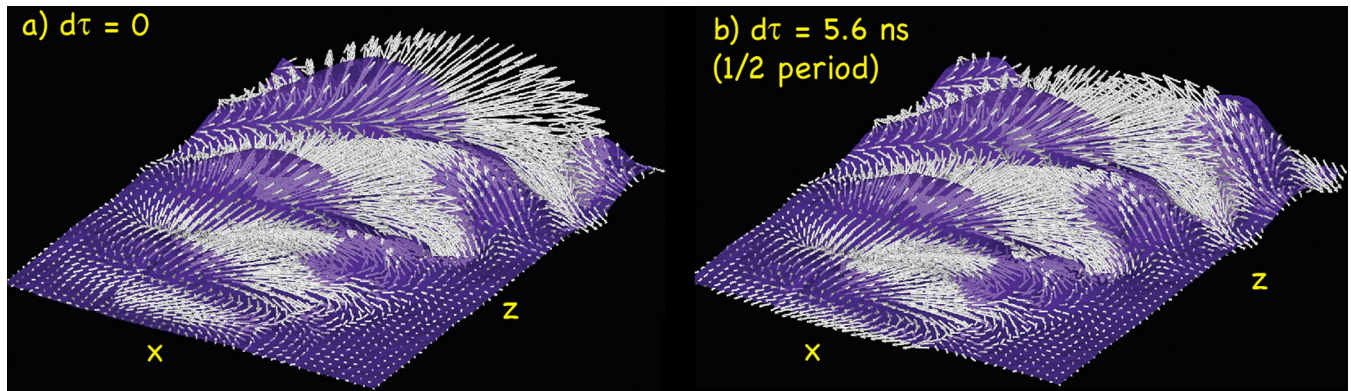 a) dτ = 0
b) dτ = 5.6 ns
(1/2 period)
x
z
x
z